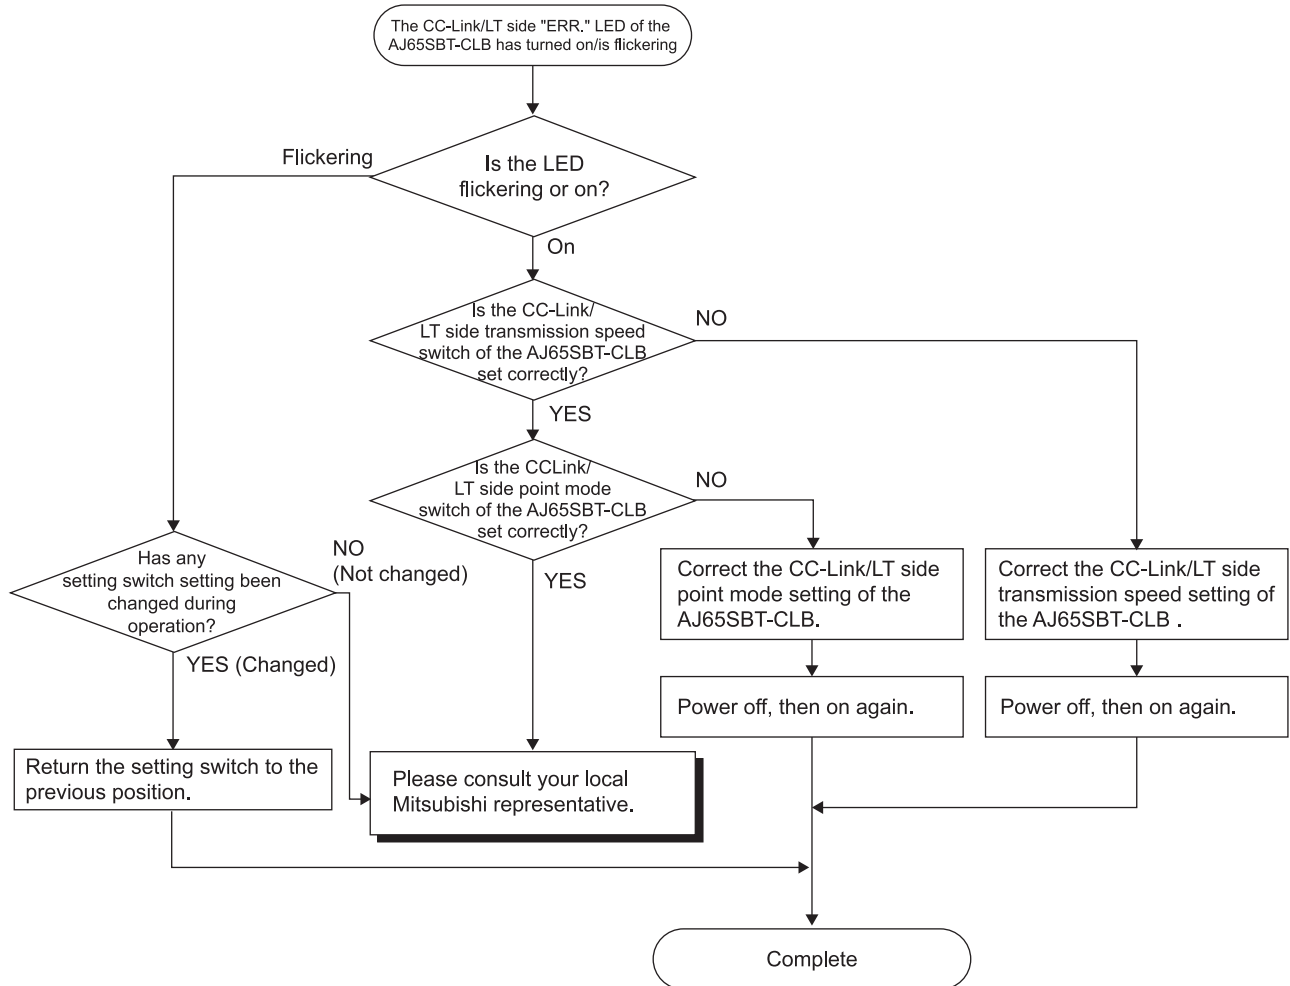 The CC-Link/LT side "ERR." LED of the
AJ65SBT-CLB has turned on/is flickering
Flickering
Is the LED
flickering or on?
On
Is the CC-Link/
LT side transmission speed
switch of the AJ65SBT-CLB
set correctly?
NO
YES
Is the CCLink/
LT side point mode
switch of the AJ65SBT-CLB
set correctly?
NO
YES
Has any
setting switch setting been
changed during
operation?
NO
(Not changed)
YES (Changed)
Correct the CC-Link/LT side
point mode setting of the
AJ65SBT-CLB.
Correct the CC-Link/LT side
transmission speed setting of
the AJ65SBT-CLB .
Power off, then on again.
Power off, then on again.
Return the setting switch to the
previous position.
Please consult your local
Mitsubishi representative.
Complete